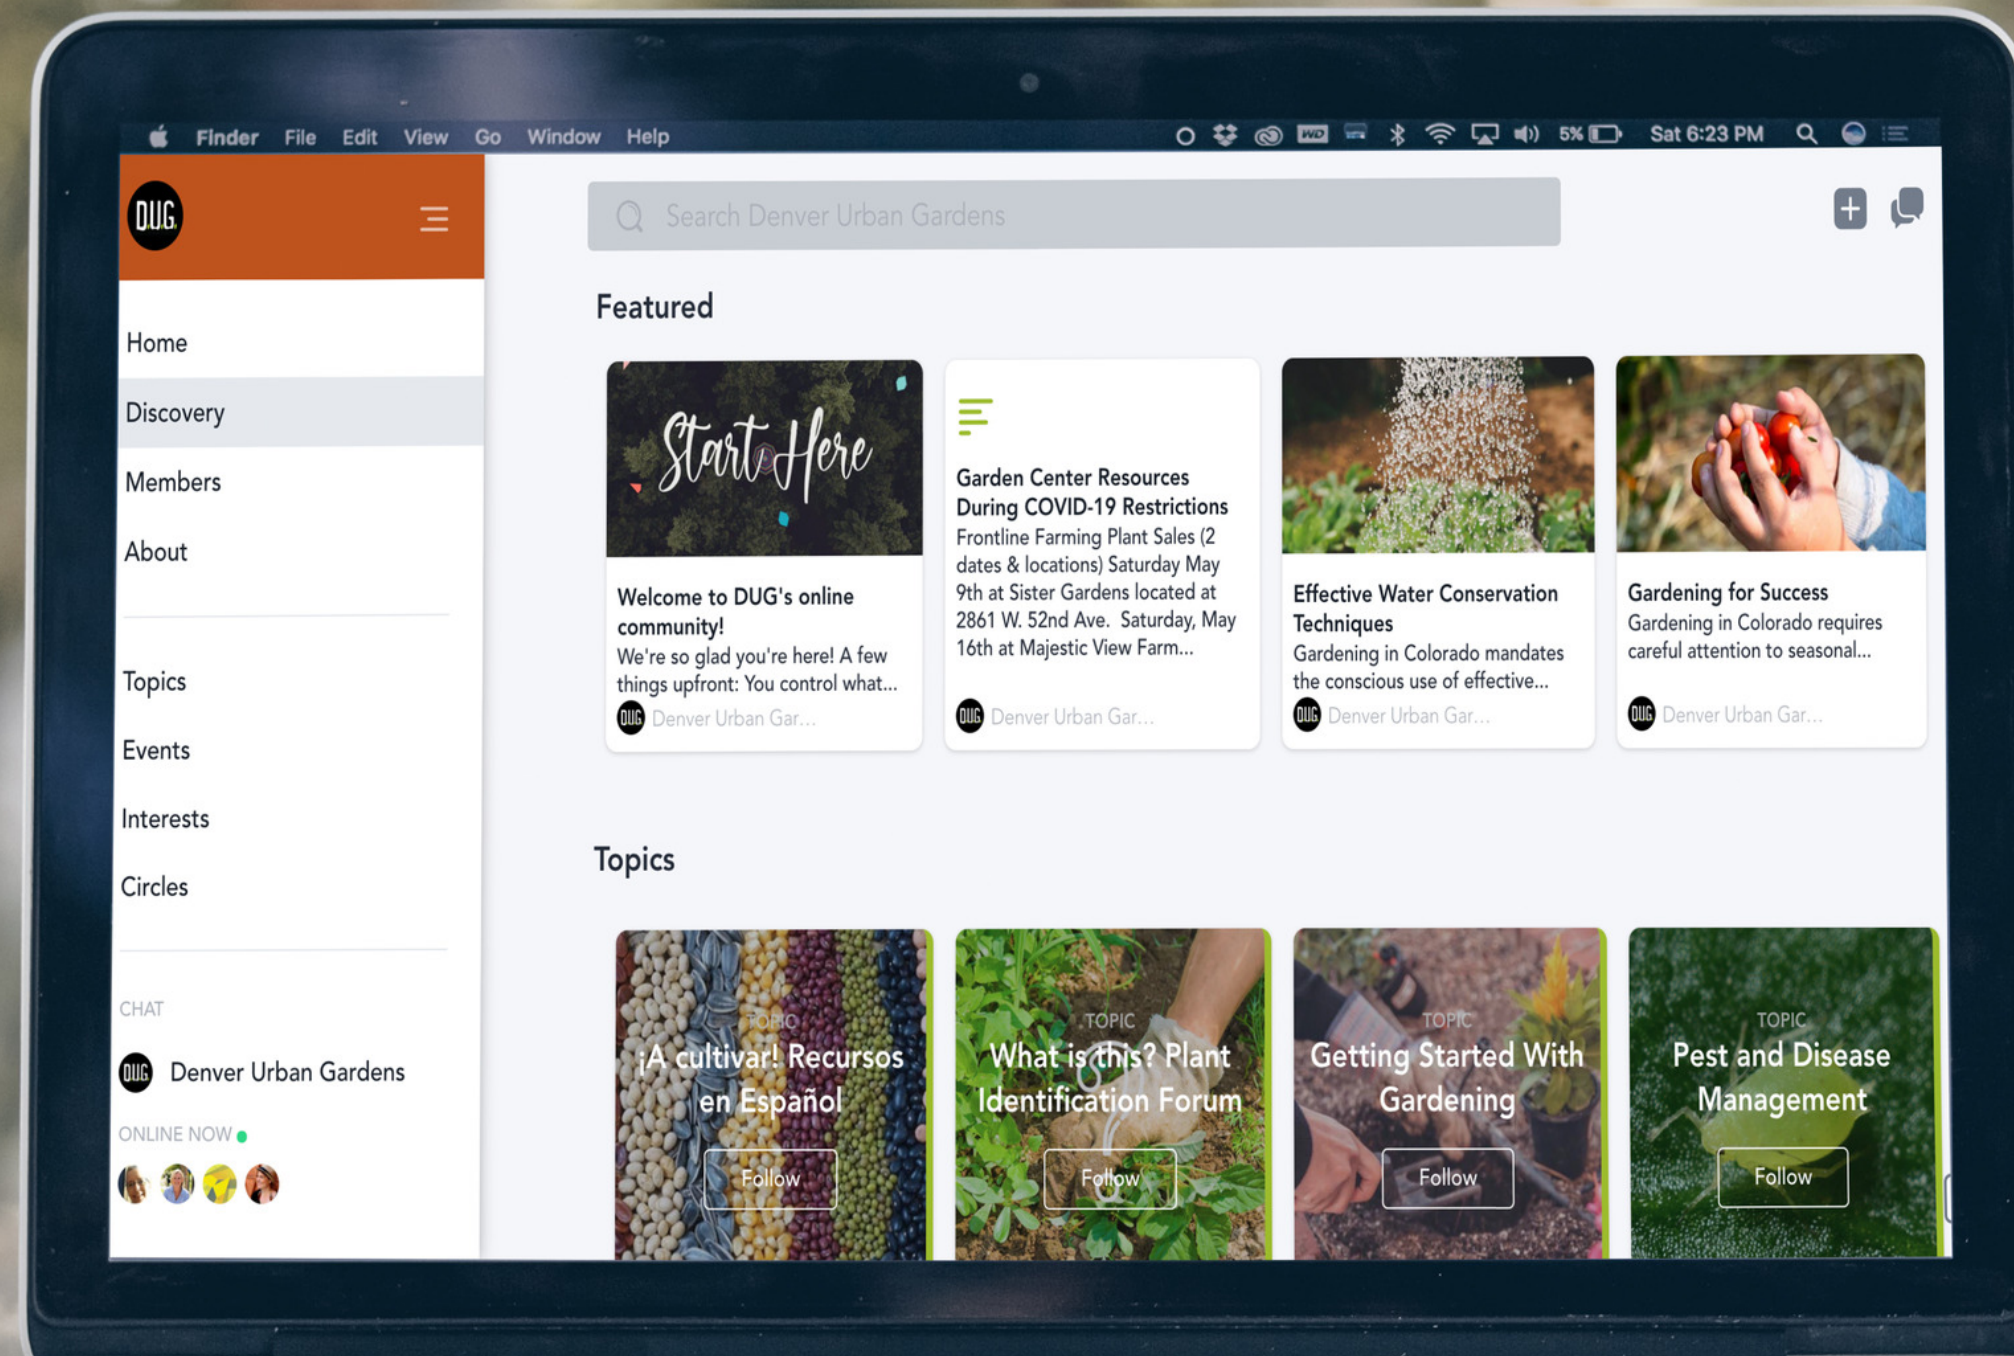 Finder File Edit View Go Window Help WD 5% Sat 6:23 PM
D.U.G.
Search Denver Urban Gardens
Home
Discovery
Members
About
Topics
Events
Interests
Circles
CHAT
DUG Denver Urban Gardens
ONLINE NOW
Featured
Start Here
Welcome to DUG's online
community!
We're so glad you're here! A few
things upfront: You control what...
DUG Denver Urban Gar...
Garden Center Resources
During COVID-19 Restrictions
Frontline Farming Plant Sales (2
dates & locations) Saturday May
9th at Sister Gardens located at
2861 W. 52nd Ave. Saturday, May
16th at Majestic View Farm...
DUG Denver Urban Gar...
Effective Water Conservation
Techniques
Gardening in Colorado mandates
the conscious use of effective...
DUG Denver Urban Gar...
Gardening for Success
Gardening in Colorado requires
careful attention to seasonal...
DUG Denver Urban Gar...
Topics
TOPIC
¡A cultivar! Recursos
en Español
Follow
TOPIC
What is this? Plant
Identification Forum
Follow
TOPIC
Getting Started With
Gardening
Follow
TOPIC
Pest and Disease
Management
Follow